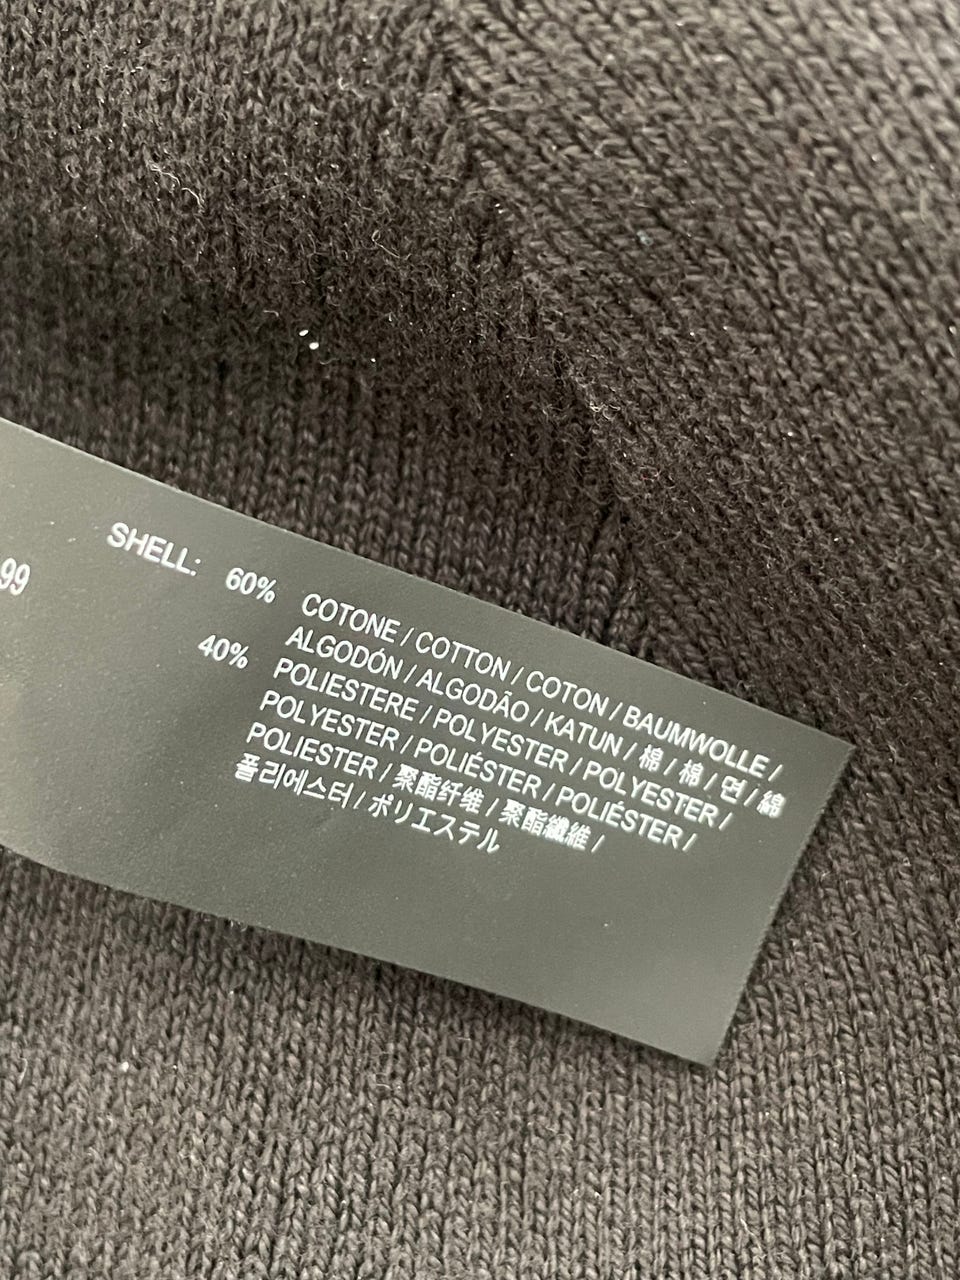 99
SHELL: 60% COTONE / COTTON / COTON / BAUMWOLLE /
ALGODÓN / ALGODÃO / KATUN / 棉 / 棉 / 면 / 綿
40% POLIESTERE / POLYESTER / POLYESTER /
POLYESTER / POLIÉSTER / POLIÉSTER /
POLIESTER / 聚酯纤维 / 聚酯纖維 /
폴리에스터 / ポリエステル